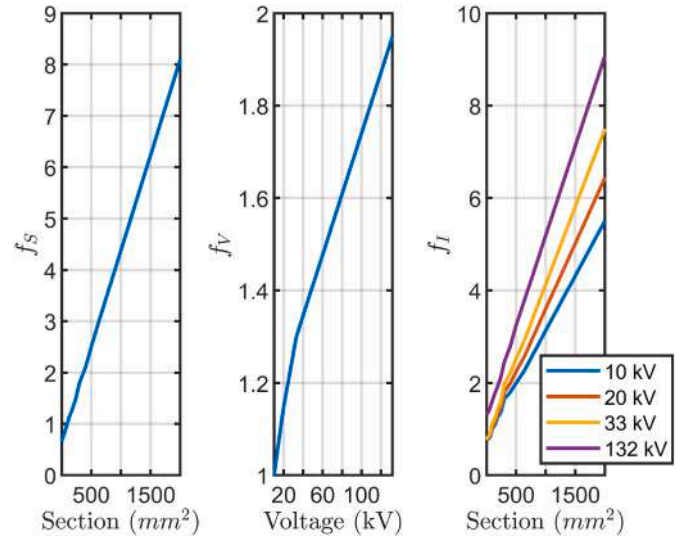 9
8
7
6
5
4
3
2
1
0
f_S
500 1500
Section (mm²)
2
1.8
1.6
1.4
1.2
1
f_V
20 60 100
Voltage (kV)
10
8
6
4
2
0
f_I
500 1500
Section (mm²)
10 kV
20 kV
33 kV
132 kV